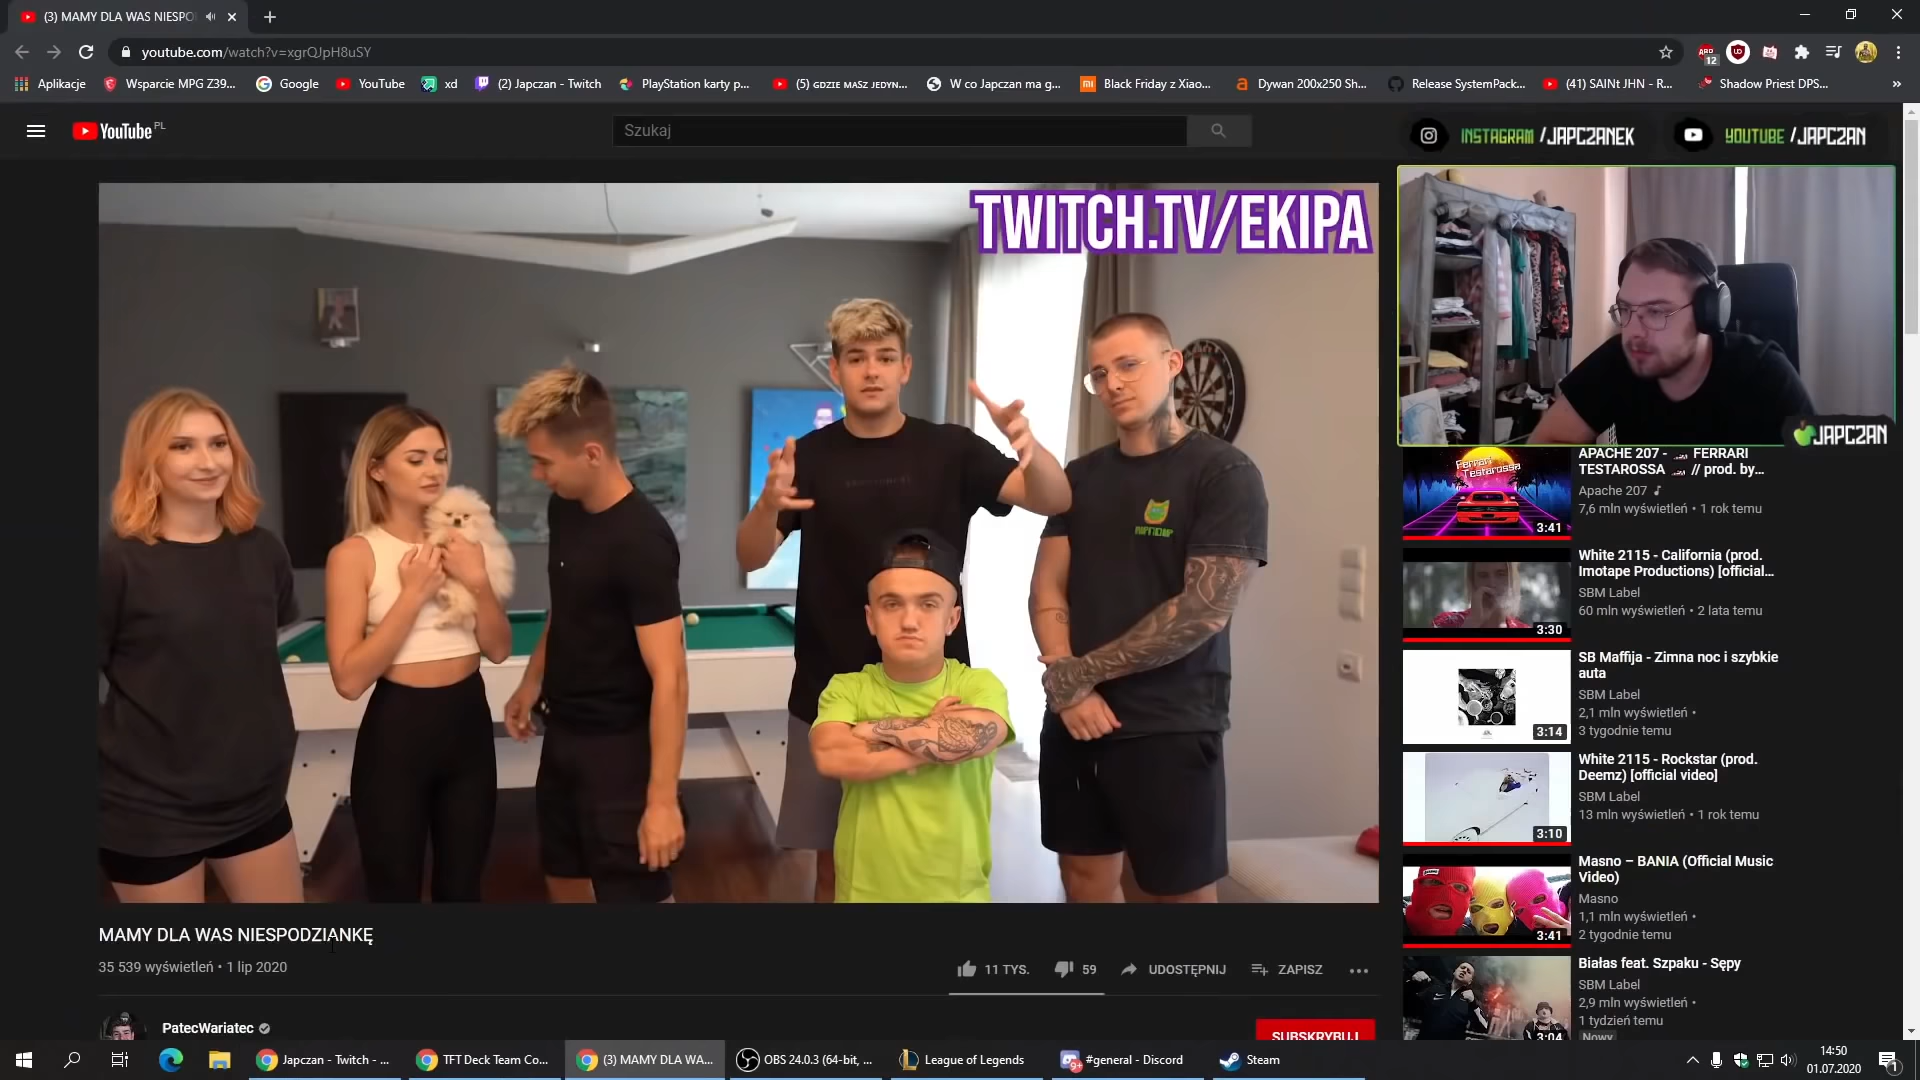 (3) MAMY DLA WAS NIESPO
youtube.com/watch?v=xgrQJpH8uSY
12
Aplikacje
Wsparcie MPG Z39...
Google
YouTube
xd
(2) Japczan - Twitch
PlayStation karty p...
(5) GDZIE MASZ JEDYN...
W co Japczan ma g...
Black Friday z Xiao...
Dywan 200x250 Sh...
Release SystemPack...
(41) SAINt JHN - R...
Shadow Priest DPS...
YouTube PL
Szukaj
INSTAGRAM /JAPCZANEK
YOUTUBE /JAPCZAN
TWITCH.TV/EKIPA
JAPCZAN
APACHE 207 - FERRARI
TESTAROSSA // prod. by...
Apache 207
7,6 mln wyświetleń • 1 rok temu
Ferrari
Testarossa
3:41
White 2115 - California (prod.
Imotape Productions) [official...
SBM Label
60 mln wyświetleń • 2 lata temu
3:30
SB Maffija - Zimna noc i szybkie
auta
SBM Label
2,1 mln wyświetleń •
3 tygodnie temu
3:14
White 2115 - Rockstar (prod.
Deemz) [official video]
SBM Label
13 mln wyświetleń • 1 rok temu
3:10
Masno – BANIA (Official Music
Video)
Masno
1,1 mln wyświetleń •
2 tygodnie temu
3:41
Białas feat. Szpaku - Sępy
SBM Label
2,9 mln wyświetleń •
1 tydzień temu
Nowy
3:04
MAMY DLA WAS NIESPODZIANKĘ
35 539 wyświetleń • 1 lip 2020
11 TYS.
59
UDOSTĘPNIJ
ZAPISZ
PatecWariatec
SUBSKRYBUJ
Japczan - Twitch - ...
TFT Deck Team Co...
(3) MAMY DLA WA...
OBS 24.0.3 (64-bit, ...
League of Legends
9+
#general - Discord
Steam
14:50
01.07.2020
1